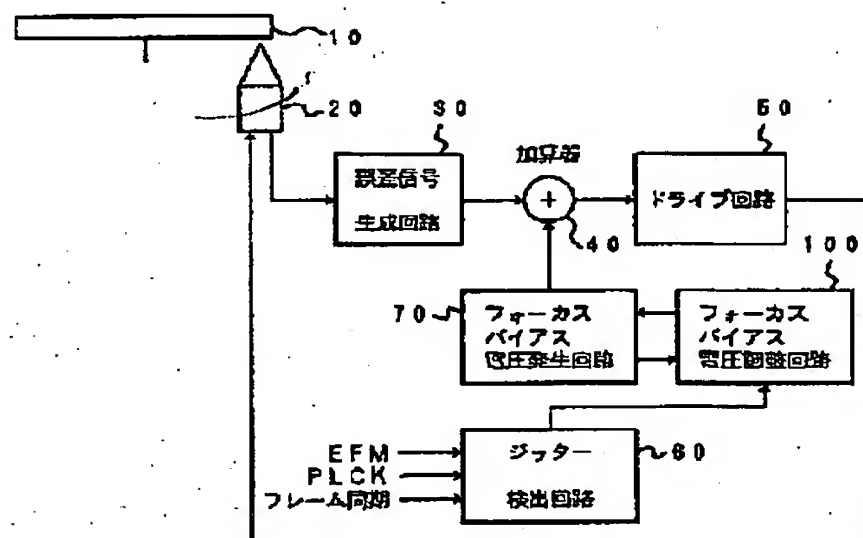 10
20
30
誤差信号
生成回路
加算器
+
40
50
ドライブ回路
100
70
フォーカス
バイアス
電圧発生回路
フォーカス
バイアス
電圧調整回路
EFM
PLCK
フレーム同期
ジッター
検出回路
60